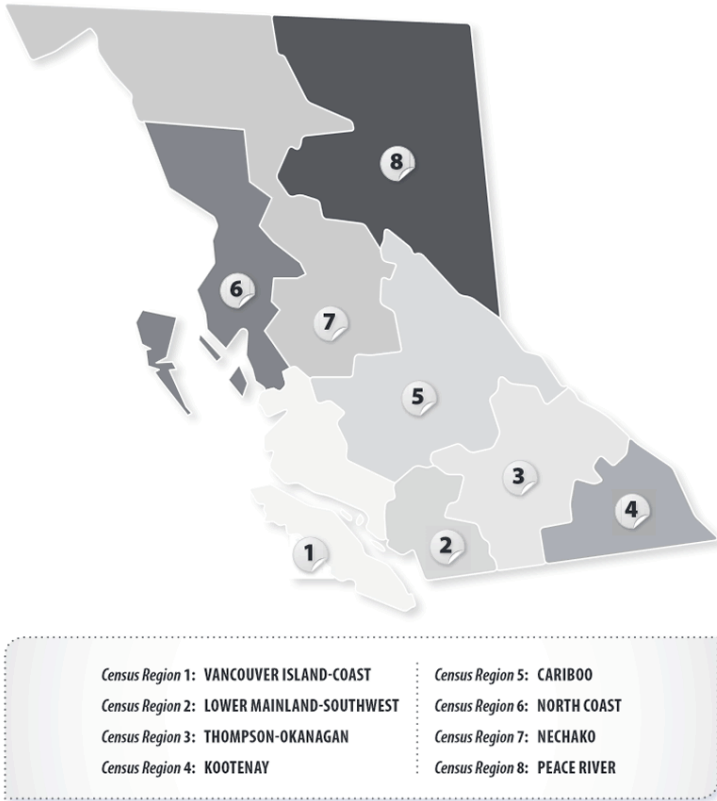 8
6
7
5
3
4
2
1
Census Region 1: VANCOUVER ISLAND-COAST
Census Region 2: LOWER MAINLAND-SOUTHWEST
Census Region 3: THOMPSON-OKANAGAN
Census Region 4: KOOTENAY
Census Region 5: CARIBOO
Census Region 6: NORTH COAST
Census Region 7: NECHAKO
Census Region 8: PEACE RIVER